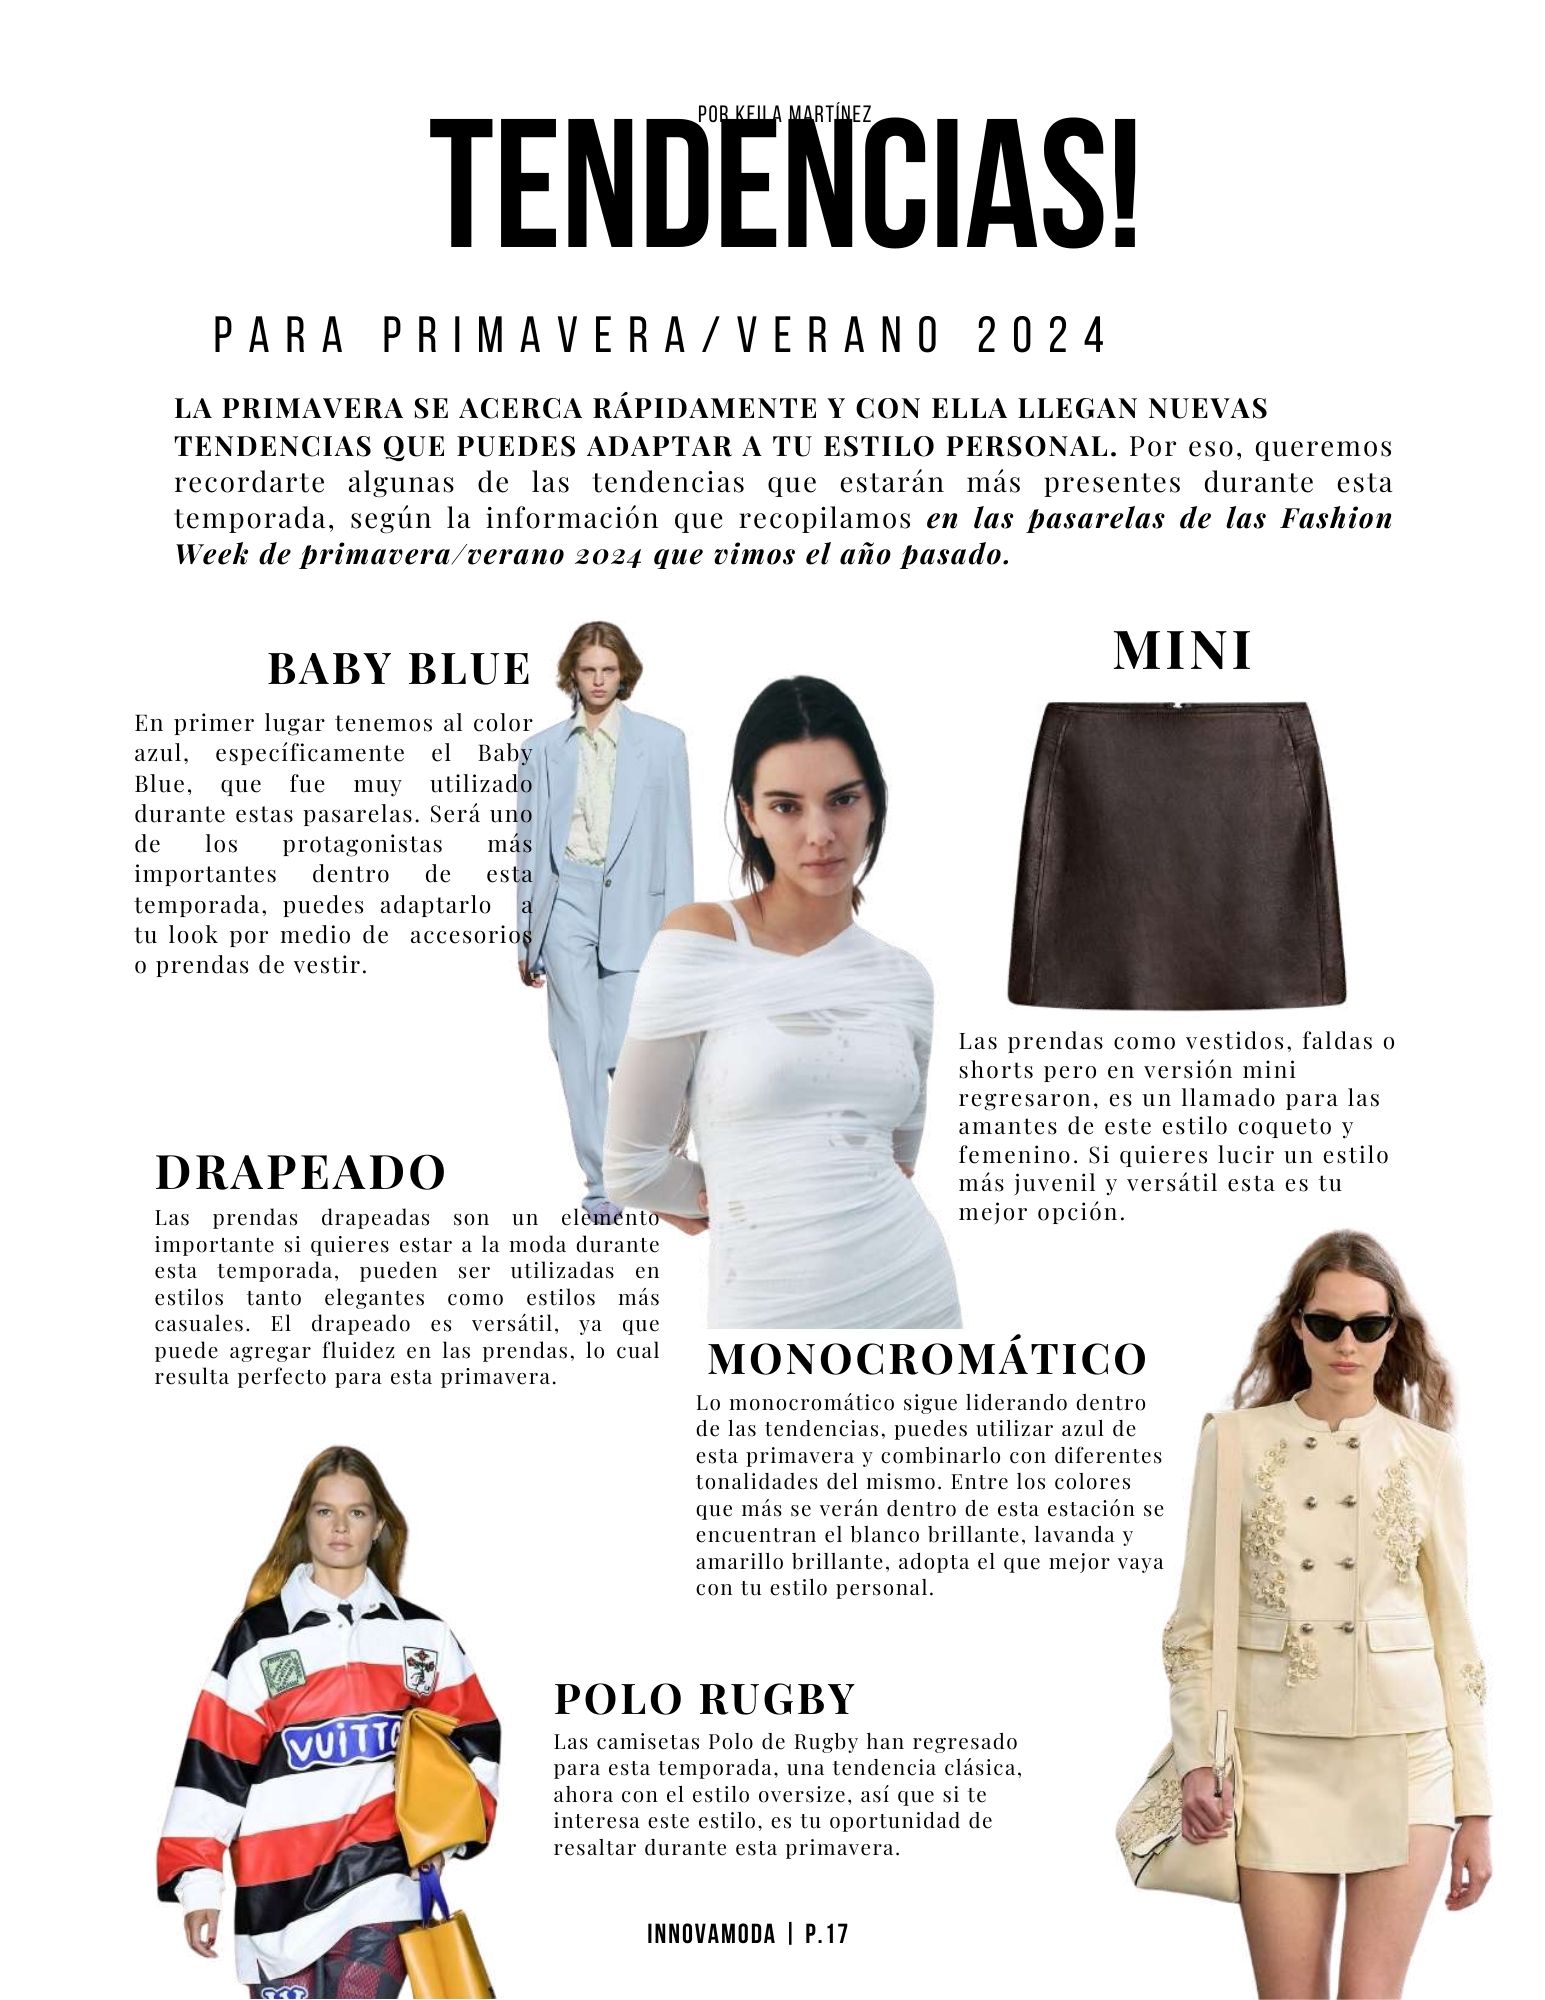 POR KEILA MARTÍNEZ
TENDENCIAS!
PARA PRIMAVERA/VERANO 2024
LA PRIMAVERA SE ACERCA RÁPIDAMENTE Y CON ELLA LLEGAN NUEVAS
TENDENCIAS QUE PUEDES ADAPTAR A TU ESTILO PERSONAL. Por eso, queremos
recordarte algunas de las tendencias que estarán más presentes durante esta
temporada, según la información que recopilamos en las pasarelas de las Fashion
Week de primavera/verano 2024 que vimos el año pasado.
BABY BLUE
En primer lugar tenemos al color
azul, específicamente el Baby
Blue, que fue muy utilizado
durante estas pasarelas. Será uno
de los protagonistas más
importantes dentro de esta
temporada, puedes adaptarlo a
tu look por medio de accesorios
o prendas de vestir.
MINI
Las prendas como vestidos, faldas o
shorts pero en versión mini
regresaron, es un llamado para las
amantes de este estilo coqueto y
femenino. Si quieres lucir un estilo
más juvenil y versátil esta es tu
mejor opción.
DRAPEADO
Las prendas drapeadas son un elemento
importante si quieres estar a la moda durante
esta temporada, pueden ser utilizadas en
estilos tanto elegantes como estilos más
casuales. El drapeado es versátil, ya que
puede agregar fluidez en las prendas, lo cual
resulta perfecto para esta primavera.
MONOCROMÁTICO
Lo monocromático sigue liderando dentro
de las tendencias, puedes utilizar azul de
esta primavera y combinarlo con diferentes
tonalidades del mismo. Entre los colores
que más se verán dentro de esta estación se
encuentran el blanco brillante, lavanda y
amarillo brillante, adopta el que mejor vaya
con tu estilo personal.
VUITTO
POLO RUGBY
Las camisetas Polo de Rugby han regresado
para esta temporada, una tendencia clásica,
ahora con el estilo oversize, así que si te
interesa este estilo, es tu oportunidad de
resaltar durante esta primavera.
INNOVAMODA | P.17